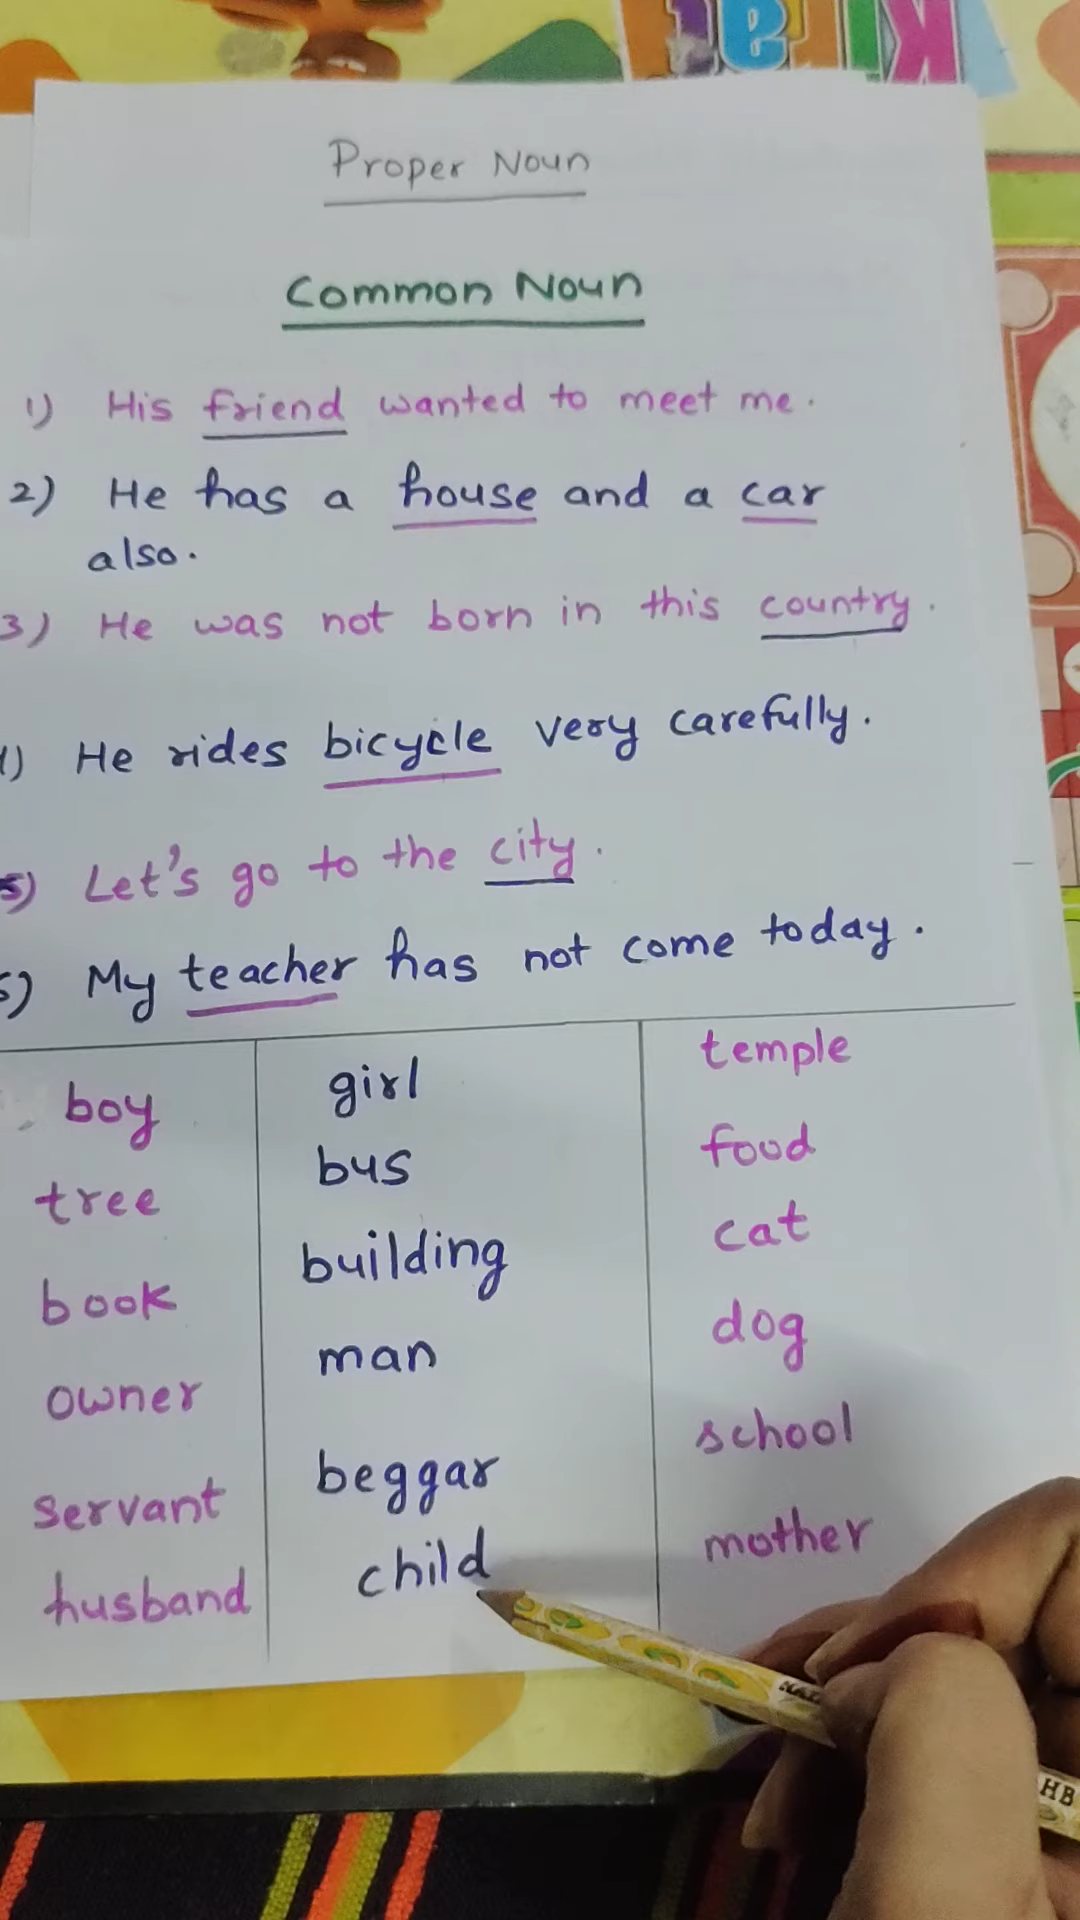 Proper Noun
Common Noun
1) His friend wanted to meet me.
2) He has a house and a car
also.
3) He was not born in this country.
He rides bicycle very carefully.
5) Let's go to the city.
My teacher has not come today.
boy girl temple
tree bus food
book building cat
owner man dog
servant beggar school
husband child mother
HB